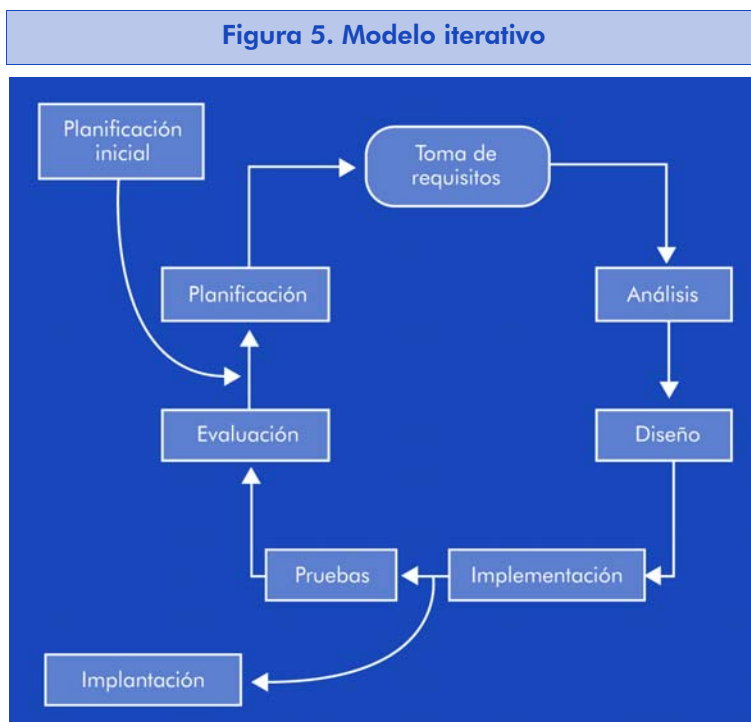 Figura 5. Modelo iterativo
Planificación
inicial
Toma de
requisitos
Planificación
Análisis
Evaluación
Diseño
Pruebas
Implementación
Implantación